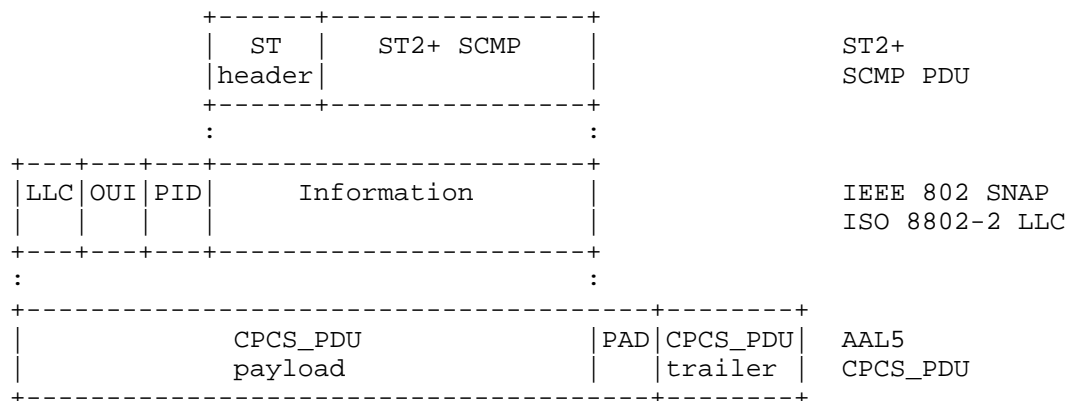 +------+----------------+
| ST | ST2+ SCMP | ST2+
|header| | SCMP PDU
+------+----------------+
: :
+---+---+---+-----------------------+
|LLC|OUI|PID| Information | IEEE 802 SNAP
| | | | | ISO 8802-2 LLC
+---+---+---+-----------------------+
: :
+---------------------------------------+--------+
| CPCS_PDU |PAD|CPCS_PDU| AAL5
| payload | |trailer | CPCS_PDU
+---------------------------------------+--------+